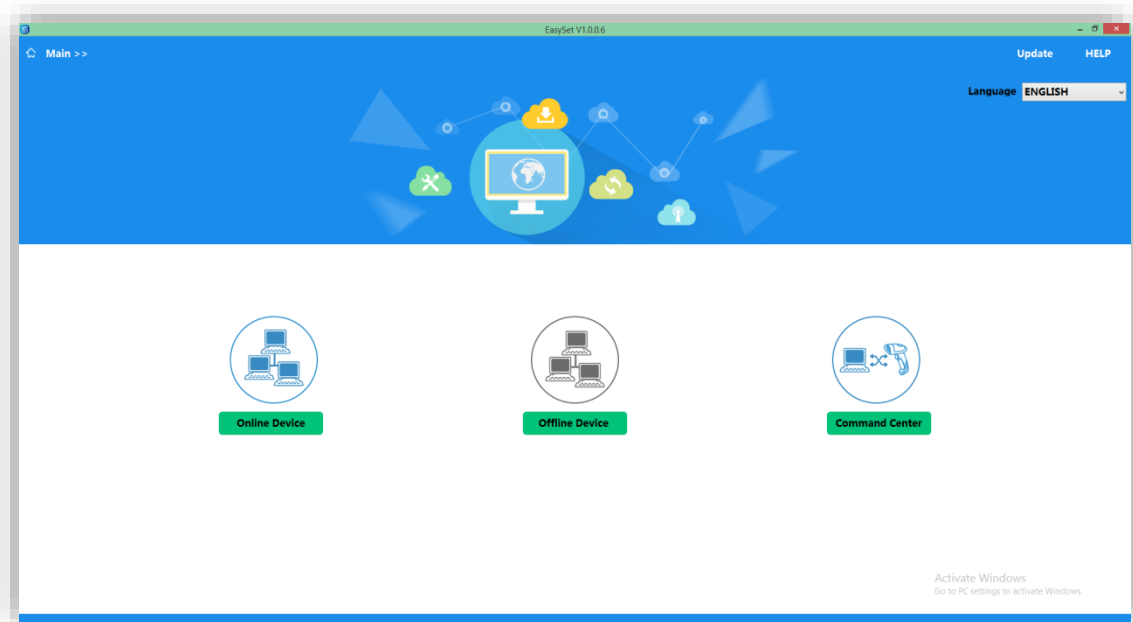 EasySet V1.0.0.6
Main >>
Update HELP
Language ENGLISH
Online Device Offline Device Command Center
Activate Windows
Go to PC settings to activate Windows.